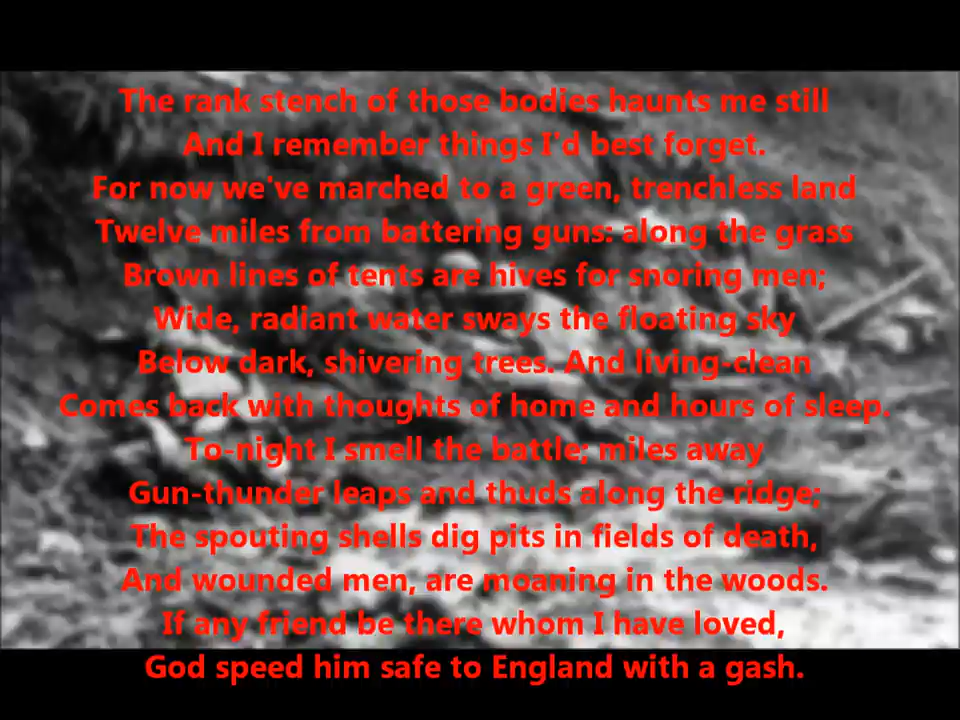 The rank stench of those bodies haunts me still
And I remember things I'd best forget.
For now we've marched to a green, trenchless land
Twelve miles from battering guns: along the grass
Brown lines of tents are hives for snoring men;
Wide, radiant water sways the floating sky
Below dark, shivering trees. And living-clean
Comes back with thoughts of home and hours of sleep.
To-night I smell the battle; miles away
Gun-thunder leaps and thuds along the ridge;
The spouting shells dig pits in fields of death,
And wounded men, are moaning in the woods.
If any friend be there whom I have loved,
God speed him safe to England with a gash.